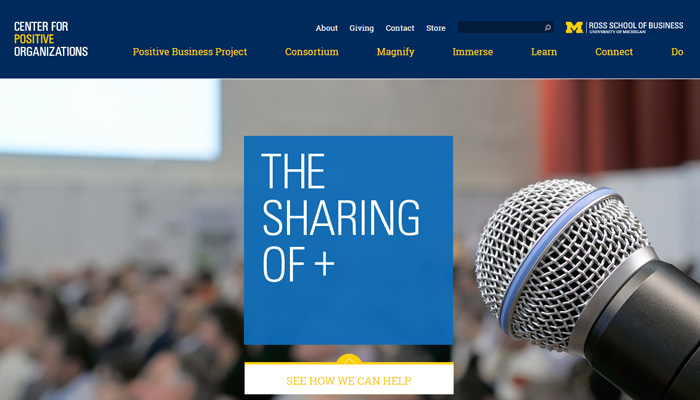 CENTER FOR
POSITIVE
ORGANIZATIONS
About Giving Contact Store
M ROSS SCHOOL OF BUSINESS
UNIVERSITY OF MICHIGAN
Positive Business Project Consortium Magnify Immerse Learn Connect Do
THE
SHARING
OF +
SEE HOW WE CAN HELP